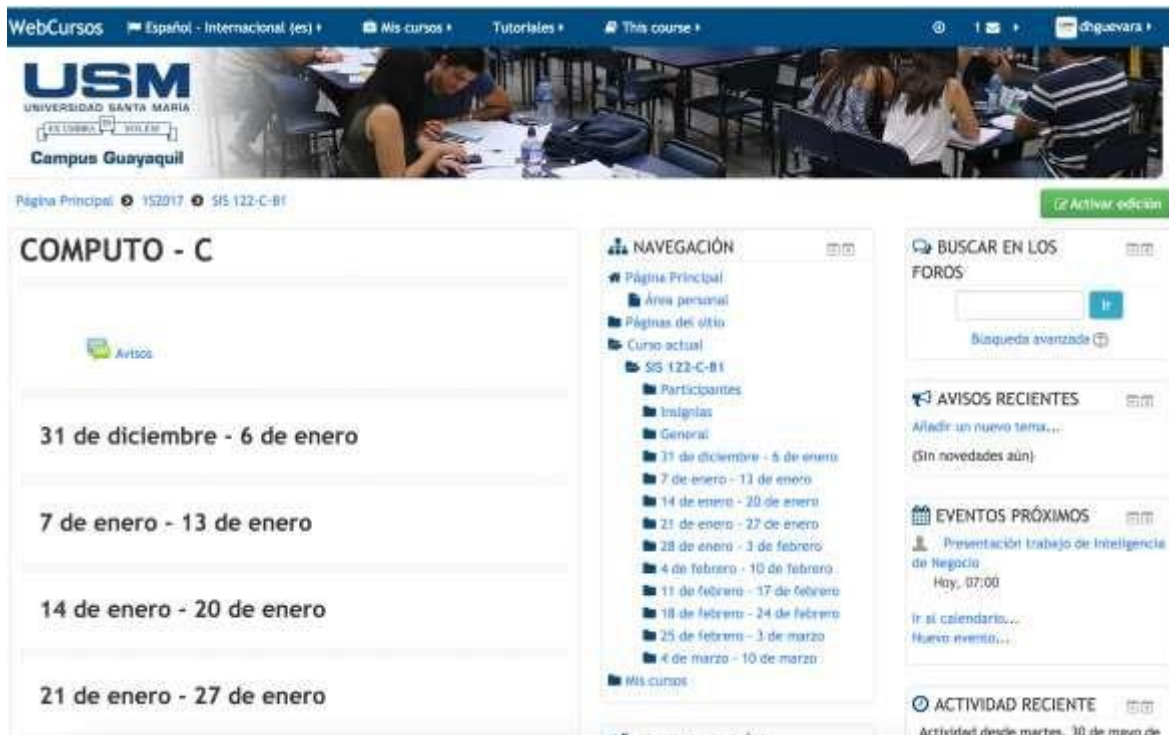 WebCursos Español - Internacional (es) Mis cursos Tutoriales This course 1 dhguevara
USM
UNIVERSIDAD SANTA MARÍA
EX UMBRA SOLEM
Campus Guayaquil
Página Principal 1S2017 SIS 122-C-B1
Activar edición
COMPUTO - C
Avisos
31 de diciembre - 6 de enero
7 de enero - 13 de enero
14 de enero - 20 de enero
21 de enero - 27 de enero
NAVEGACIÓN
Página Principal
Área personal
Páginas del sitio
Curso actual
SIS 122-C-B1
Participantes
Insignias
General
31 de diciembre - 6 de enero
7 de enero - 13 de enero
14 de enero - 20 de enero
21 de enero - 27 de enero
28 de enero - 3 de febrero
4 de febrero - 10 de febrero
11 de febrero - 17 de febrero
18 de febrero - 24 de febrero
25 de febrero - 3 de marzo
4 de marzo - 10 de marzo
Mis cursos
BUSCAR EN LOS
FOROS
Ir
Búsqueda avanzada
AVISOS RECIENTES
Añadir un nuevo tema...
(Sin novedades aún)
EVENTOS PRÓXIMOS
Presentación trabajo de Inteligencia
de Negocio
Hoy, 07:00
Ir al calendario...
Nuevo evento...
ACTIVIDAD RECIENTE
Actividad desde martes, 30 de mayo de